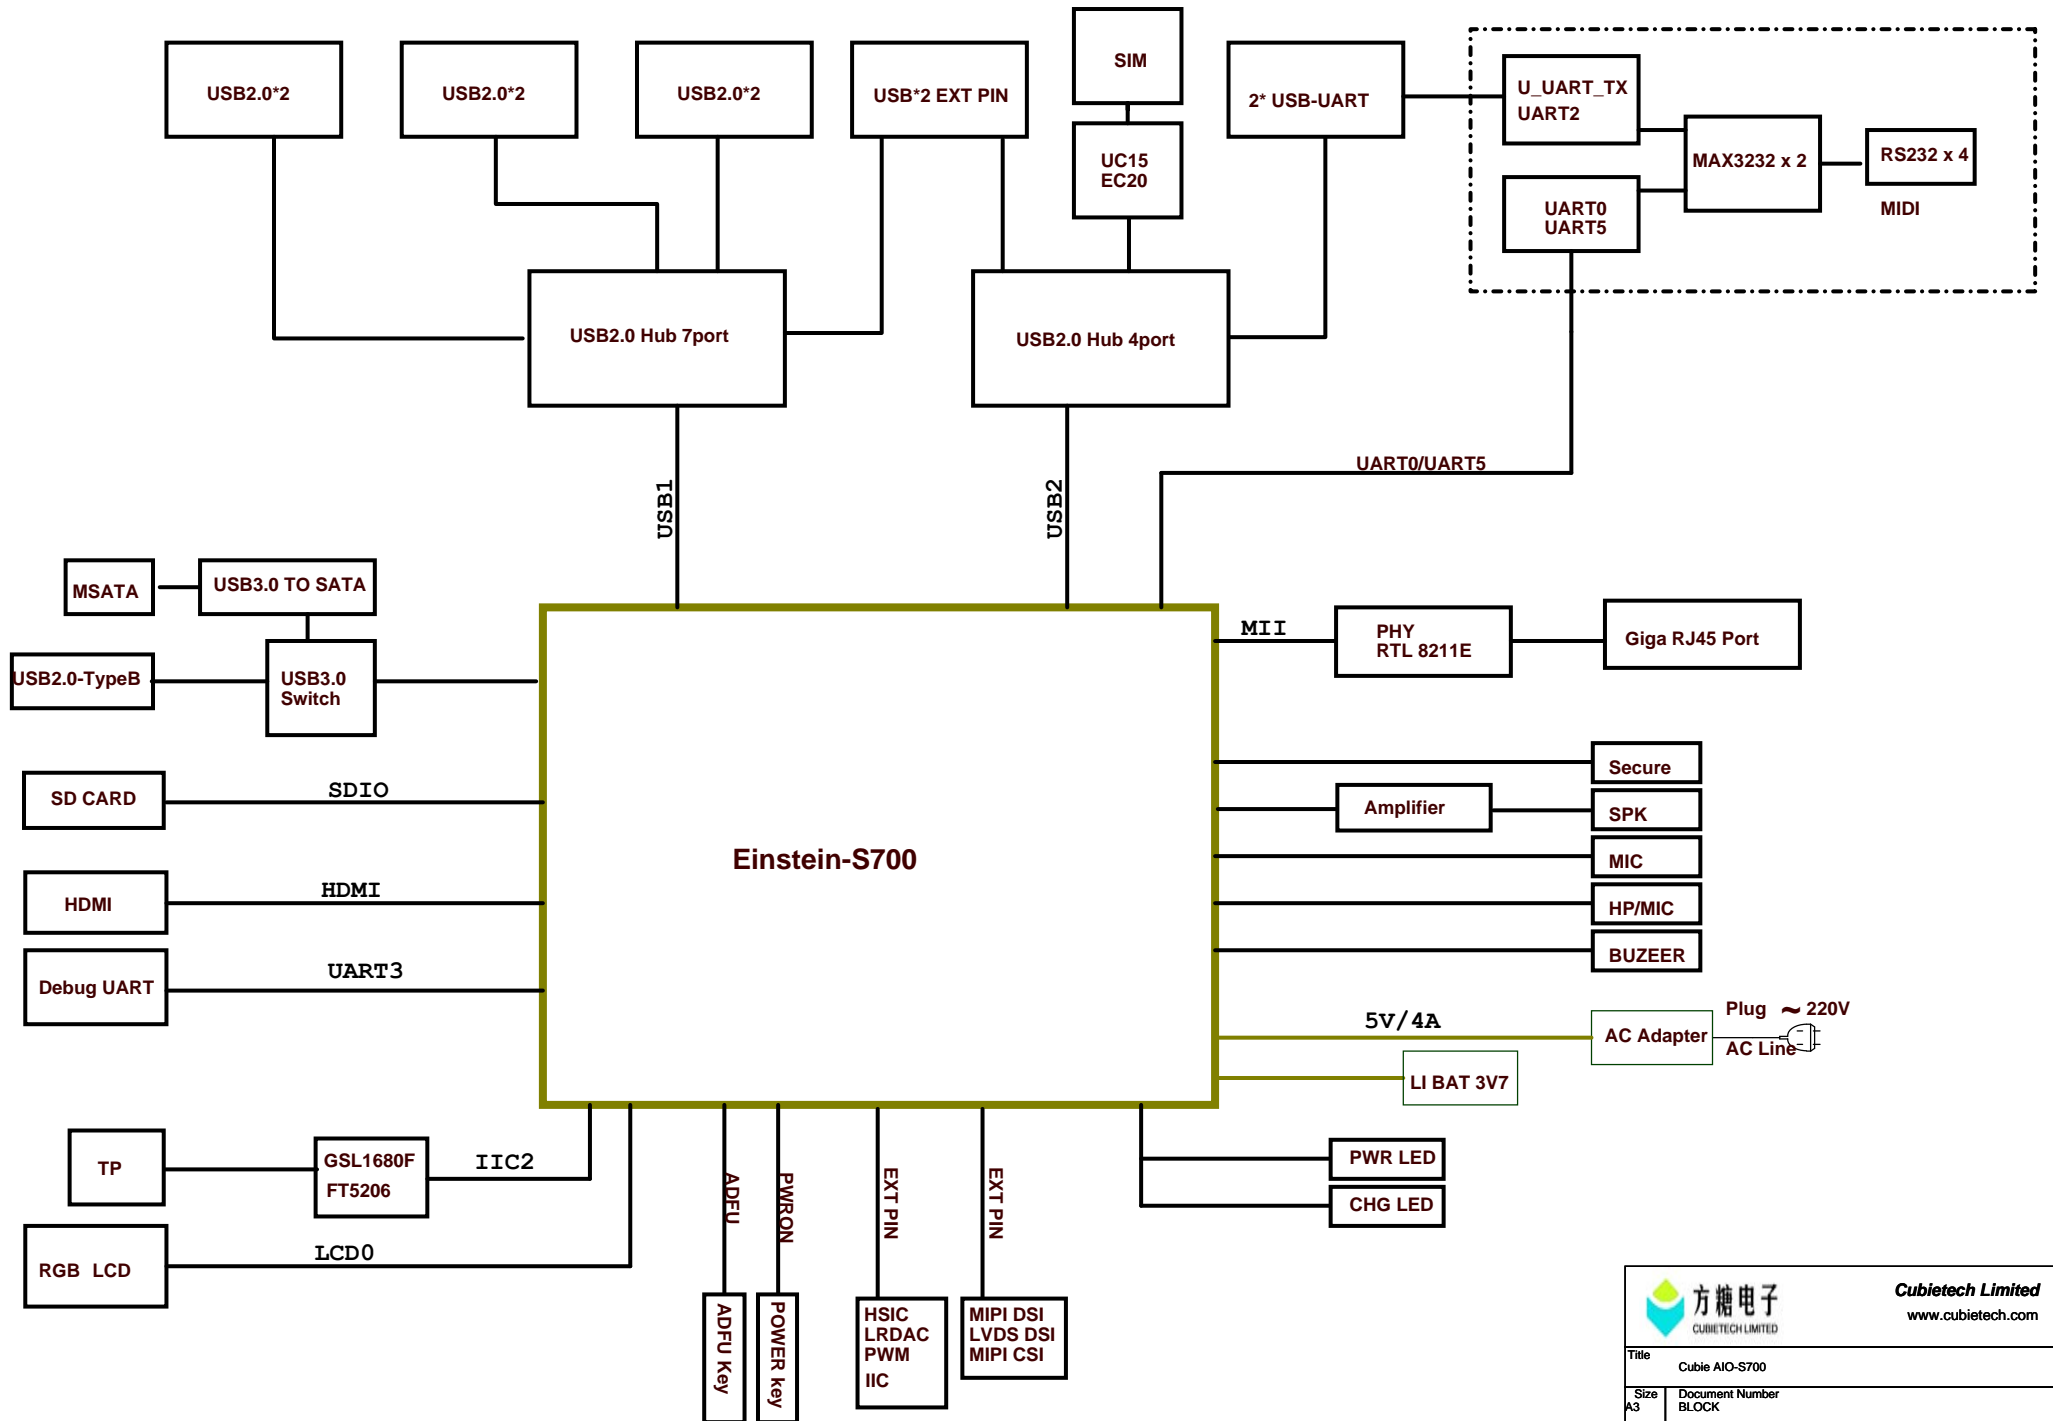 USB2.0*2
USB2.0*2
USB2.0*2
USB*2 EXT PIN
SIM
UC15
EC20
2* USB-UART
U_UART_TX
UART2
UART0
UART5
MAX3232 x 2
RS232 x 4
MIDI
USB2.0 Hub 7port
USB2.0 Hub 4port
UART0/UART5
USB1
USB2
MSATA
USB3.0 TO SATA
USB2.0-TypeB
USB3.0
Switch
SD CARD
SDIO
HDMI
HDMI
Debug UART
UART3
Einstein-S700
MII
PHY
RTL 8211E
Giga RJ45 Port
Secure
Amplifier
SPK
MIC
HP/MIC
BUZEER
5V/4A
AC Adapter
Plug ~ 220V
AC Line
LI BAT 3V7
TP
GSL1680F
FT5206
IIC2
RGB LCD
LCD0
ADFU
PWRON
EXT PIN
EXT PIN
ADFU Key
POWER key
HSIC
LRDAC
PWM
IIC
MIPI DSI
LVDS DSI
MIPI CSI
PWR LED
CHG LED
方糖电子
CUBIETECH LIMITED
Cubietech Limited
www.cubietech.com
Title
Cubie AIO-S700
Size
A3
Document Number
BLOCK